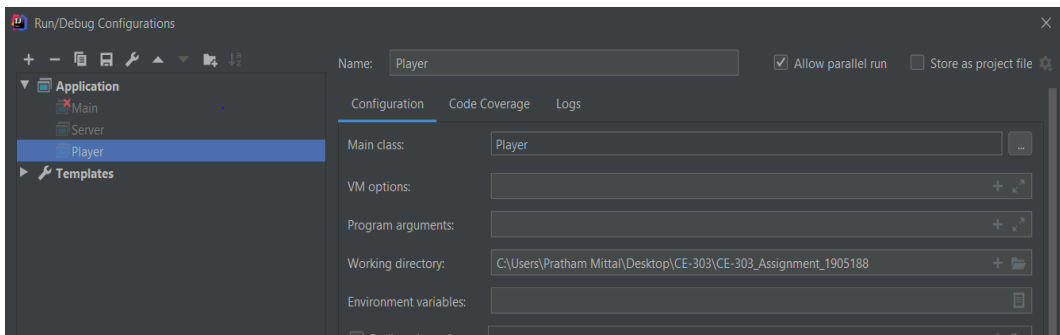 Run/Debug Configurations
Name: Player Allow parallel run Store as project file
Application
Main
Server
Player
Templates
Configuration Code Coverage Logs
Main class: Player
VM options:
Program arguments:
Working directory: C:\Users\Pratham Mittal\Desktop\CE-303\CE-303_Assignment_1905188
Environment variables: